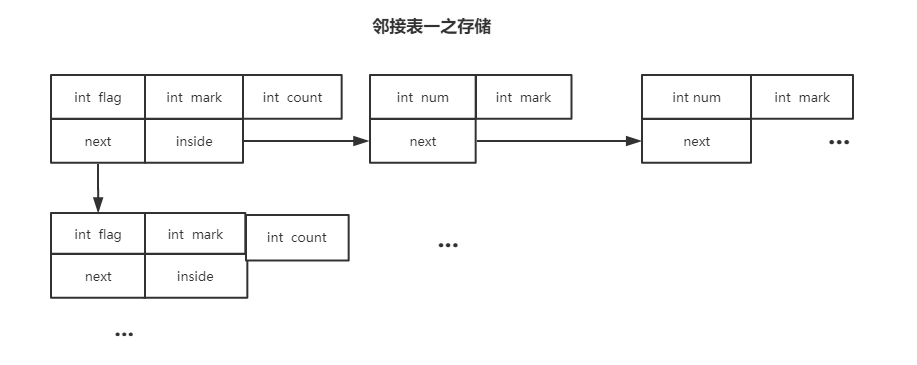 邻接表一之存储
int flag int mark int count int num int mark int num int mark
next inside next next ...
int flag int mark int count ...
next inside
...